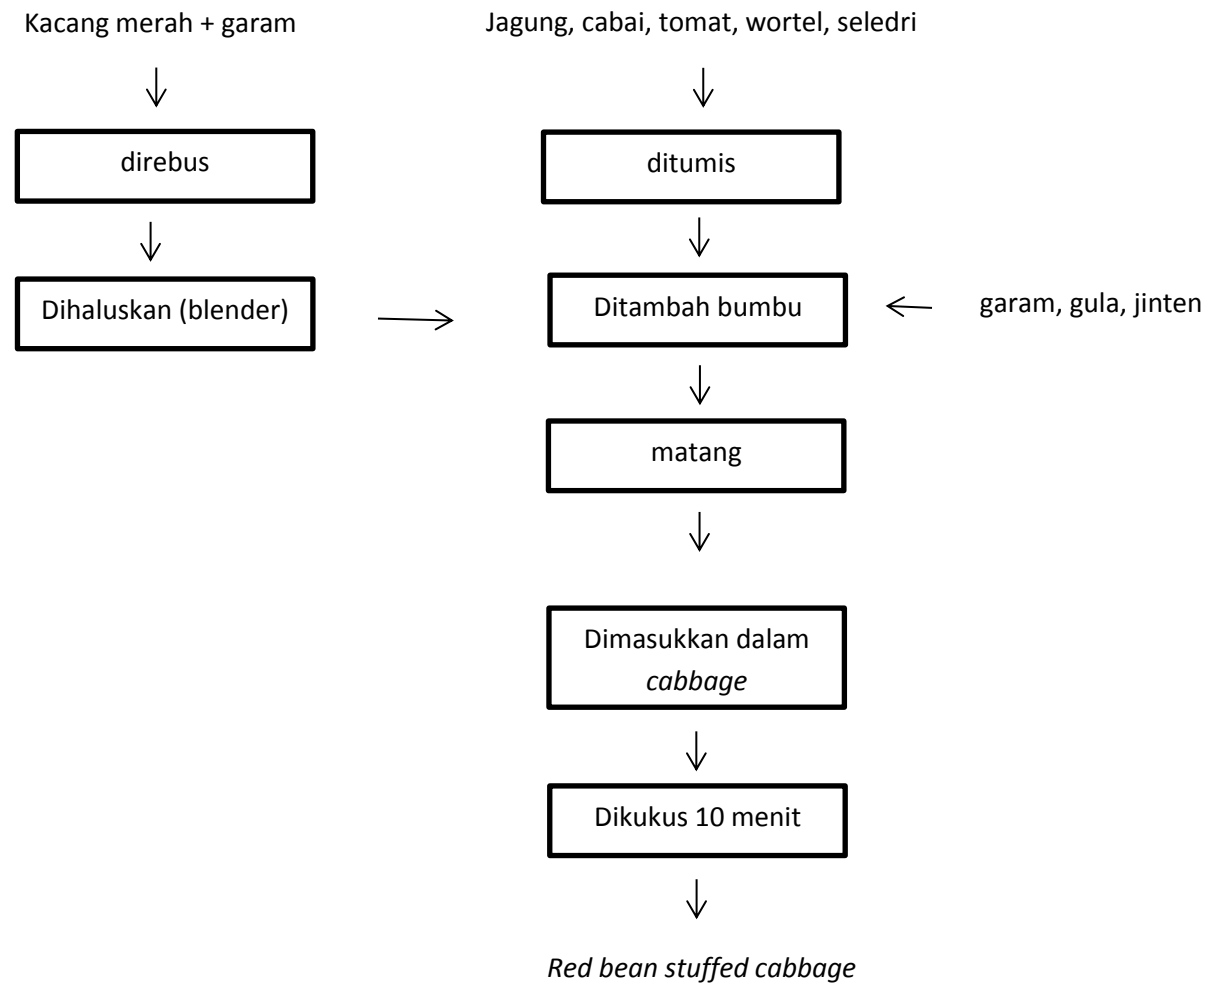 Kacang merah + garam
Jagung, cabai, tomat, wortel, seledri
direbus
ditumis
Dihaluskan (blender)
Ditambah bumbu
garam, gula, jinten
matang
Dimasukkan dalam
cabbage
Dikukus 10 menit
Red bean stuffed cabbage